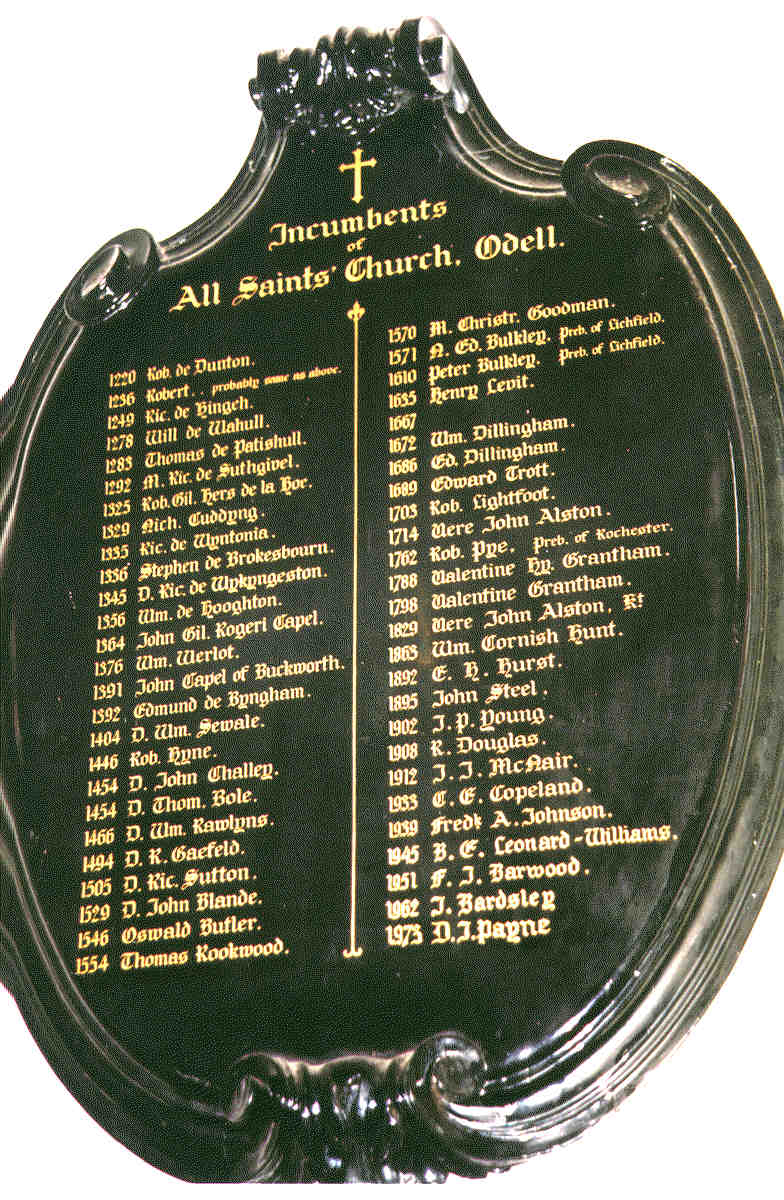 Incumbents
of
All Saints' Church, Odell.
1220 Rob. de Dunton.
1236 Robert . . probably same as above.
1249 Ric. de Hingeh.
1278 Will de Wahull.
1283 Thomas de Patishull.
1292 M. Ric. de Suthgivel.
1325 Rob. Gil. Hers de la Hoe.
1329 Nich. Cuddyng.
1335 Ric. de Wyntonia.
1336 Stephen de Brokesbourn.
1345 D. Ric. de Wykyngeston.
1356 Wm. de Hooghton.
1364 John Gil. Rogeri Capel.
1376 Wm. Werlot.
1391 John Capel of Buckworth.
1392 Edmund de Byngham.
1404 D. Wm. Sewale.
1446 Rob. Hyne.
1454 D. John Challey.
1454 D. Thom. Bole.
1466 D. Wm. Rawlyns.
1494 D. R. Gaefeld.
1505 D. Ric. Sutton.
1529 D. John Blande.
1546 Oswald Butler.
1554 Thomas Rookwood.
1570 M. Christr. Goodman.
1571 N. Ed. Bulkley. Preb. of Lichfield.
1610 Peter Bulkley. Preb. of Lichfield.
1635 Henry Levit.
1667
1672 Wm. Dillingham.
1686 Ed. Dillingham.
1689 Edward Trott.
1703 Rob. Lightfoot.
1714 Vere John Alston.
1762 Rob. Pye. Preb. of Rochester.
1788 Valentine Hy. Grantham.
1798 Valentine Grantham.
1829 Vere John Alston, Kt.
1863 Wm. Cornish Hunt.
1892 E. H. Hurst.
1895 John Steel.
1902 J. P. Young.
1908 R. Douglas.
1912 J. J. McNair.
1933 C. E. Copeland.
1939 Fredk A. Johnson.
1945 B. E. Leonard-Williams.
1951 F. J. Barwood.
1962 J. Bardsley
1973 D.J. Payne